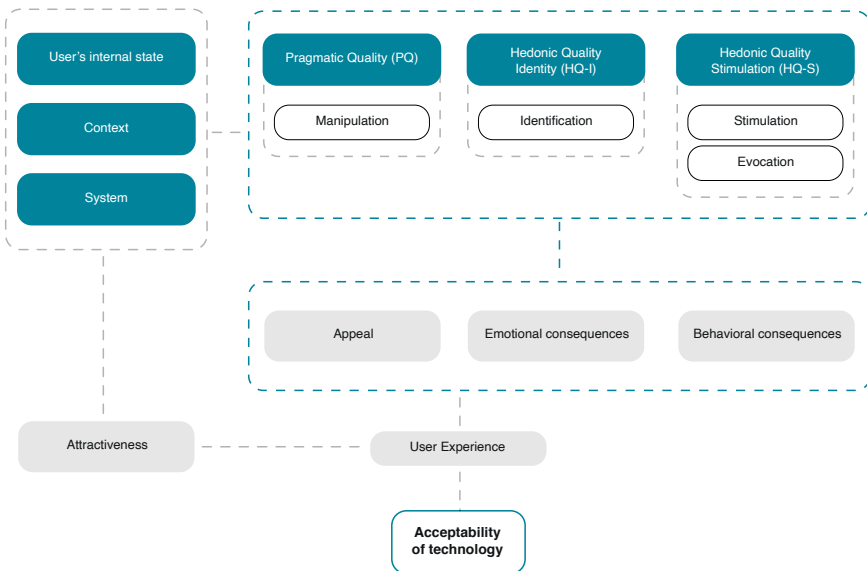 User's internal state
Context
System
Pragmatic Quality (PQ)
Manipulation
Hedonic Quality
Identity (HQ-I)
Identification
Hedonic Quality
Stimulation (HQ-S)
Stimulation
Evocation
Appeal
Emotional consequences
Behavioral consequences
Attractiveness
User Experience
Acceptability
of technology